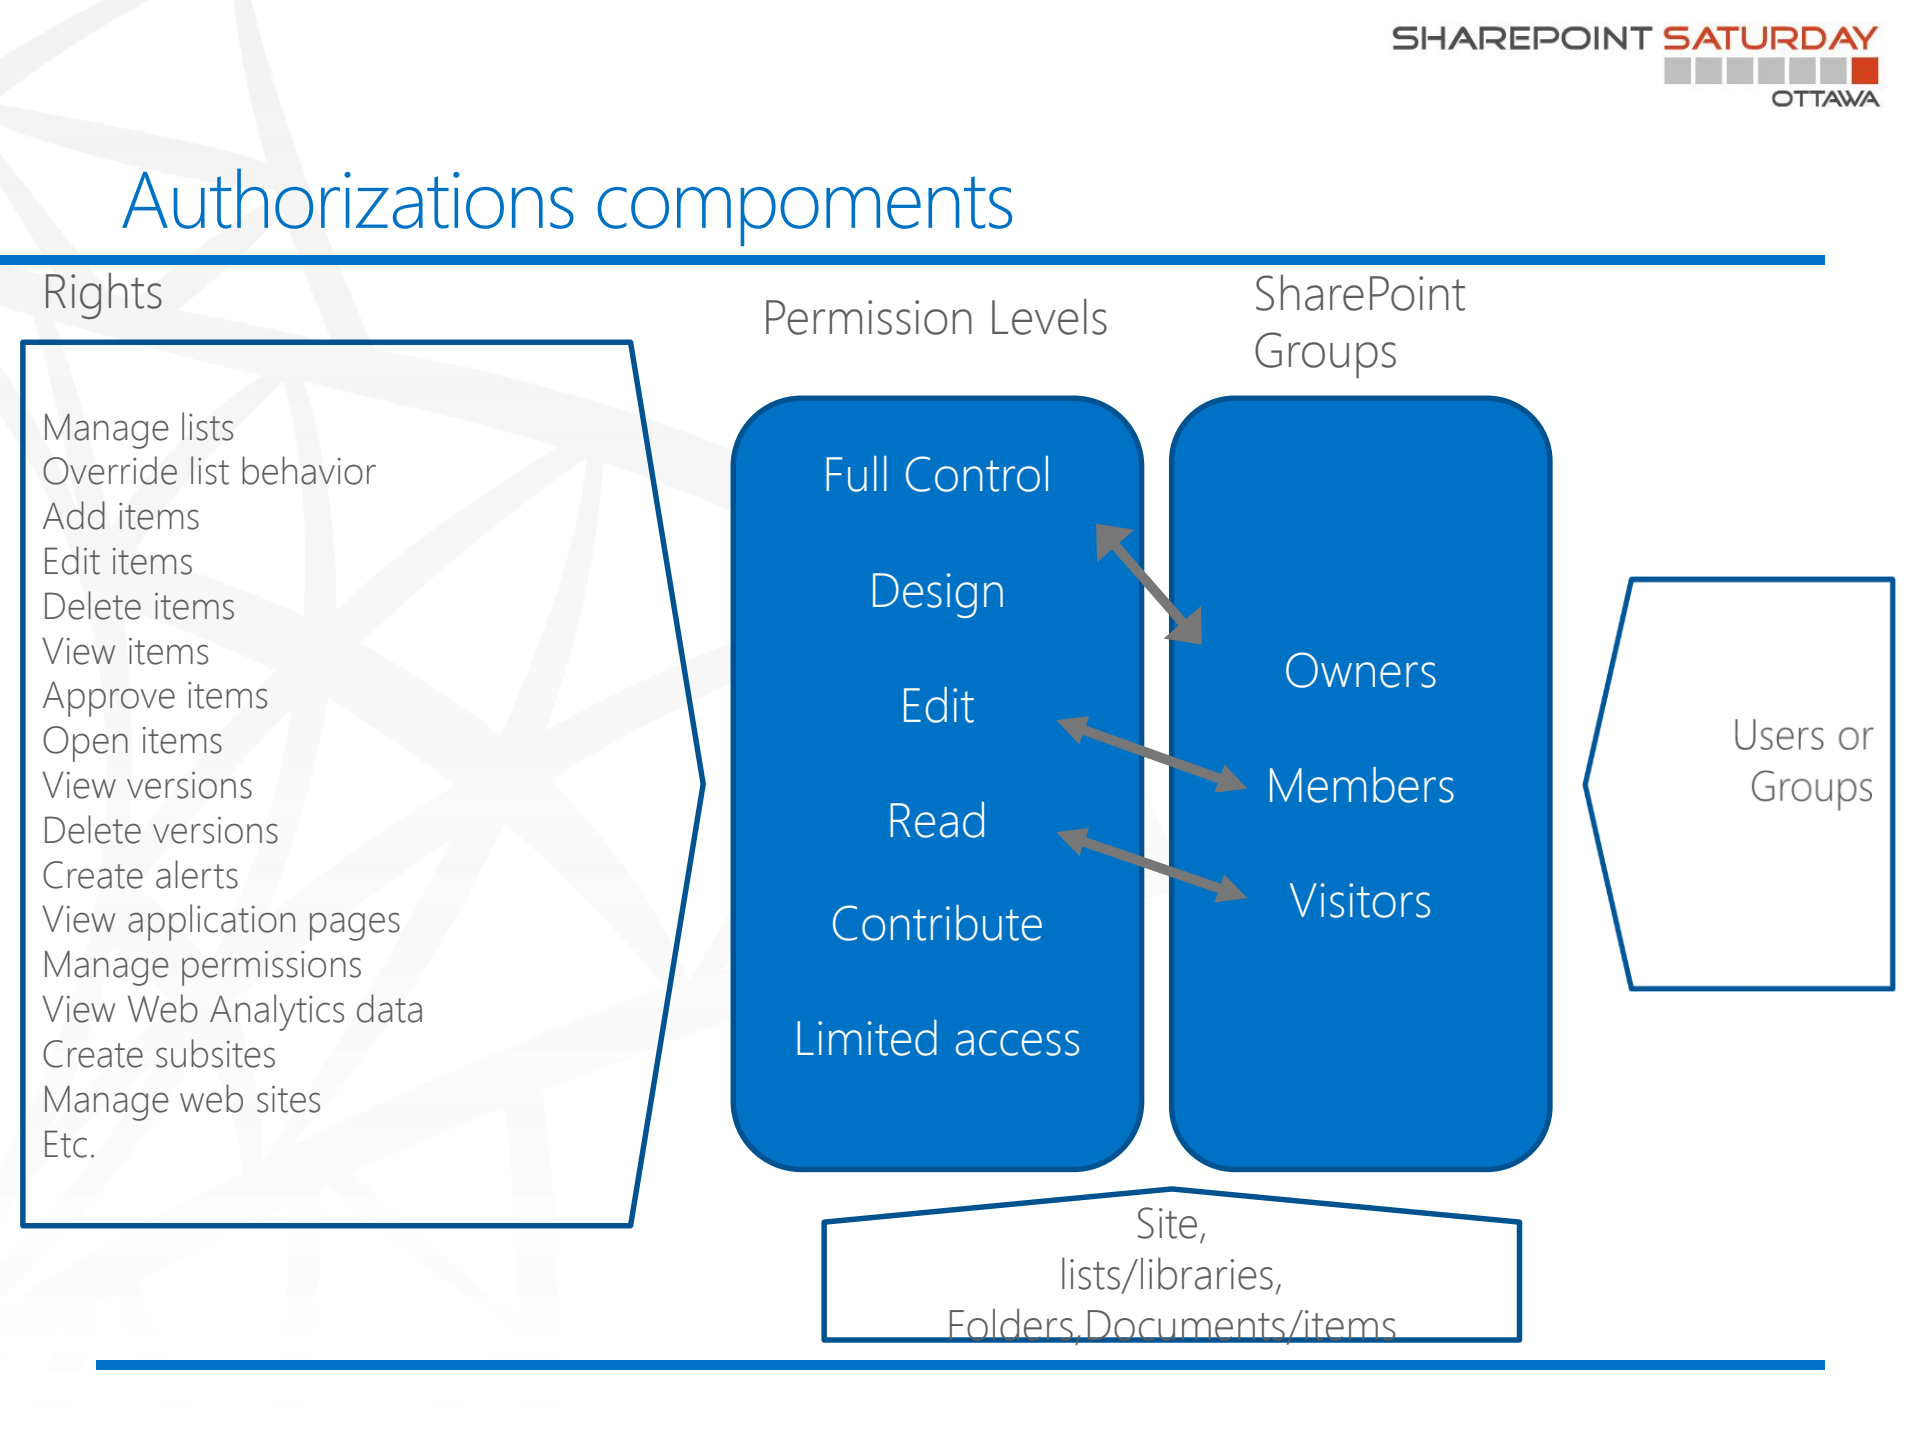 SHAREPOINT SATURDAY
OTTAWA
Authorizations compoments
Rights
Manage lists
Override list behavior
Add items
Edit items
Delete items
View items
Approve items
Open items
View versions
Delete versions
Create alerts
View application pages
Manage permissions
View Web Analytics data
Create subsites
Manage web sites
Etc.
Permission Levels
Full Control
Design
Edit
Read
Contribute
Limited access
SharePoint
Groups
Owners
Members
Visitors
Users or
Groups
Site,
lists/libraries,
Folders,Documents/items